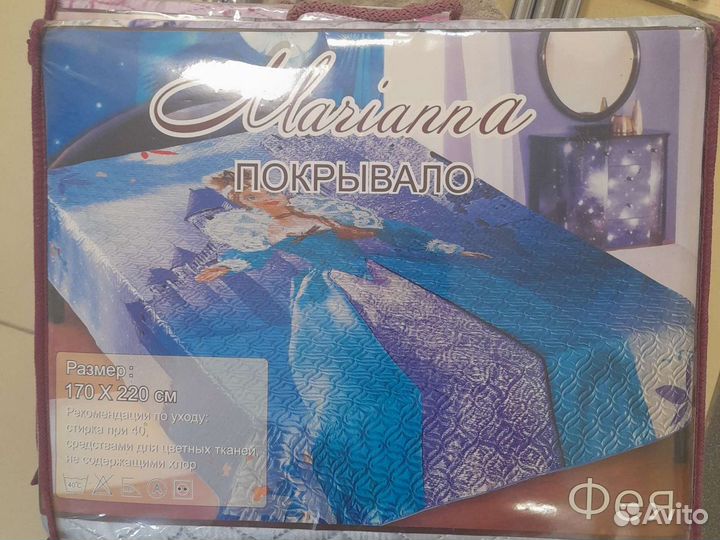 Marianna
ПОКРЫВАЛО
Размер:
170 X 220 см
Рекомендации по уходу:
стирка при 40°,
средствами для цветных тканей,
не содержащими хлор
40°C
A
Фея
Avito